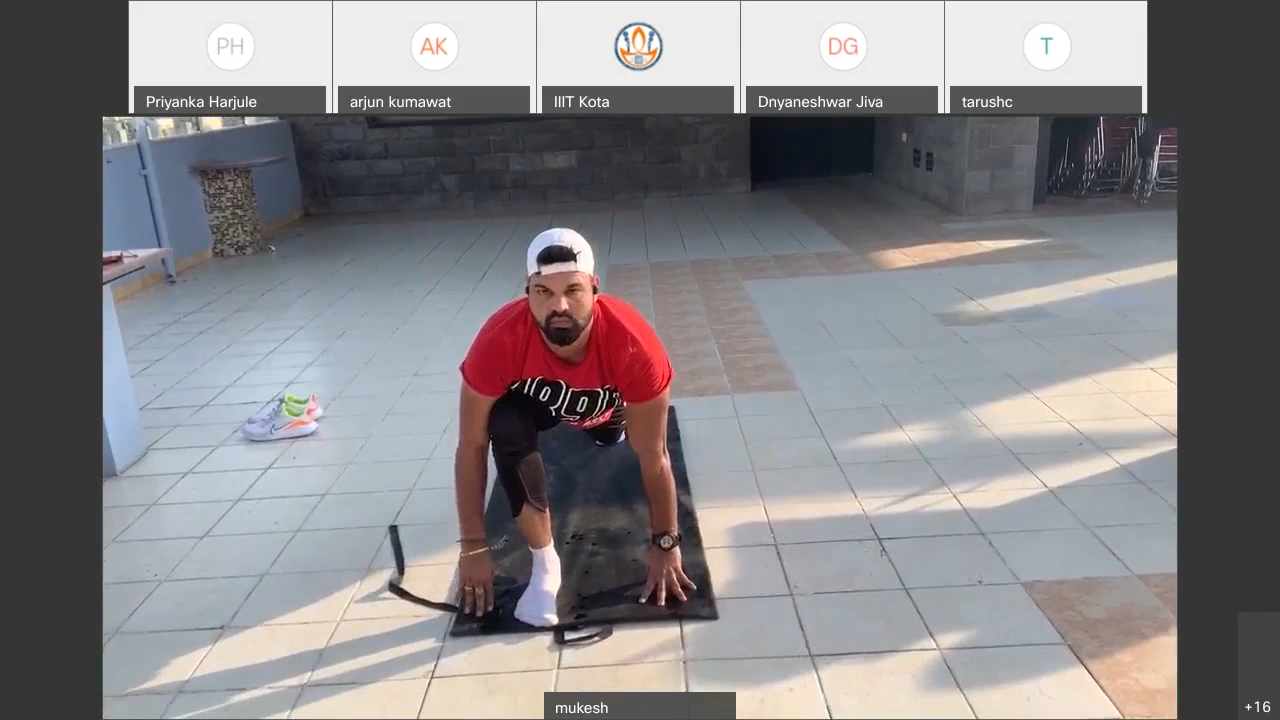 PH
AK
DG
T
Priyanka Harjule
arjun kumawat
IIIT Kota
Dnyaneshwar Jiva
tarushc
mukesh
+16